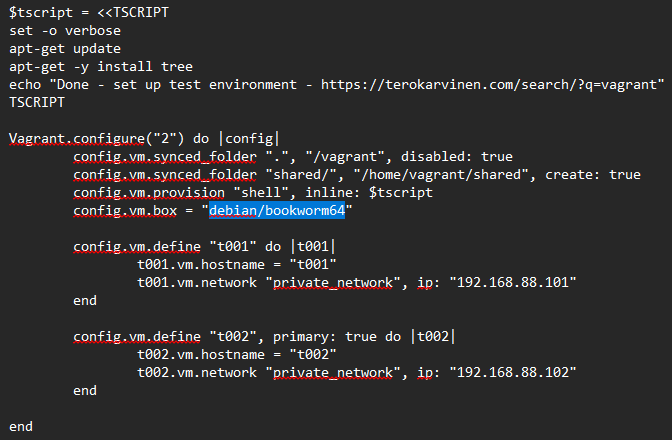 $tscript = <<TSCRIPT
set -o verbose
apt-get update
apt-get -y install tree
echo "Done - set up test environment - https://terokarvinen.com/search/?q=vagrant"
TSCRIPT

Vagrant.configure("2") do |config|
        config.vm.synced_folder ".", "/vagrant", disabled: true
        config.vm.synced_folder "shared/", "/home/vagrant/shared", create: true
        config.vm.provision "shell", inline: $tscript
        config.vm.box = "debian/bookworm64"

        config.vm.define "t001" do |t001|
                t001.vm.hostname = "t001"
                t001.vm.network "private_network", ip: "192.168.88.101"
        end

        config.vm.define "t002", primary: true do |t002|
                t002.vm.hostname = "t002"
                t002.vm.network "private_network", ip: "192.168.88.102"
        end

end